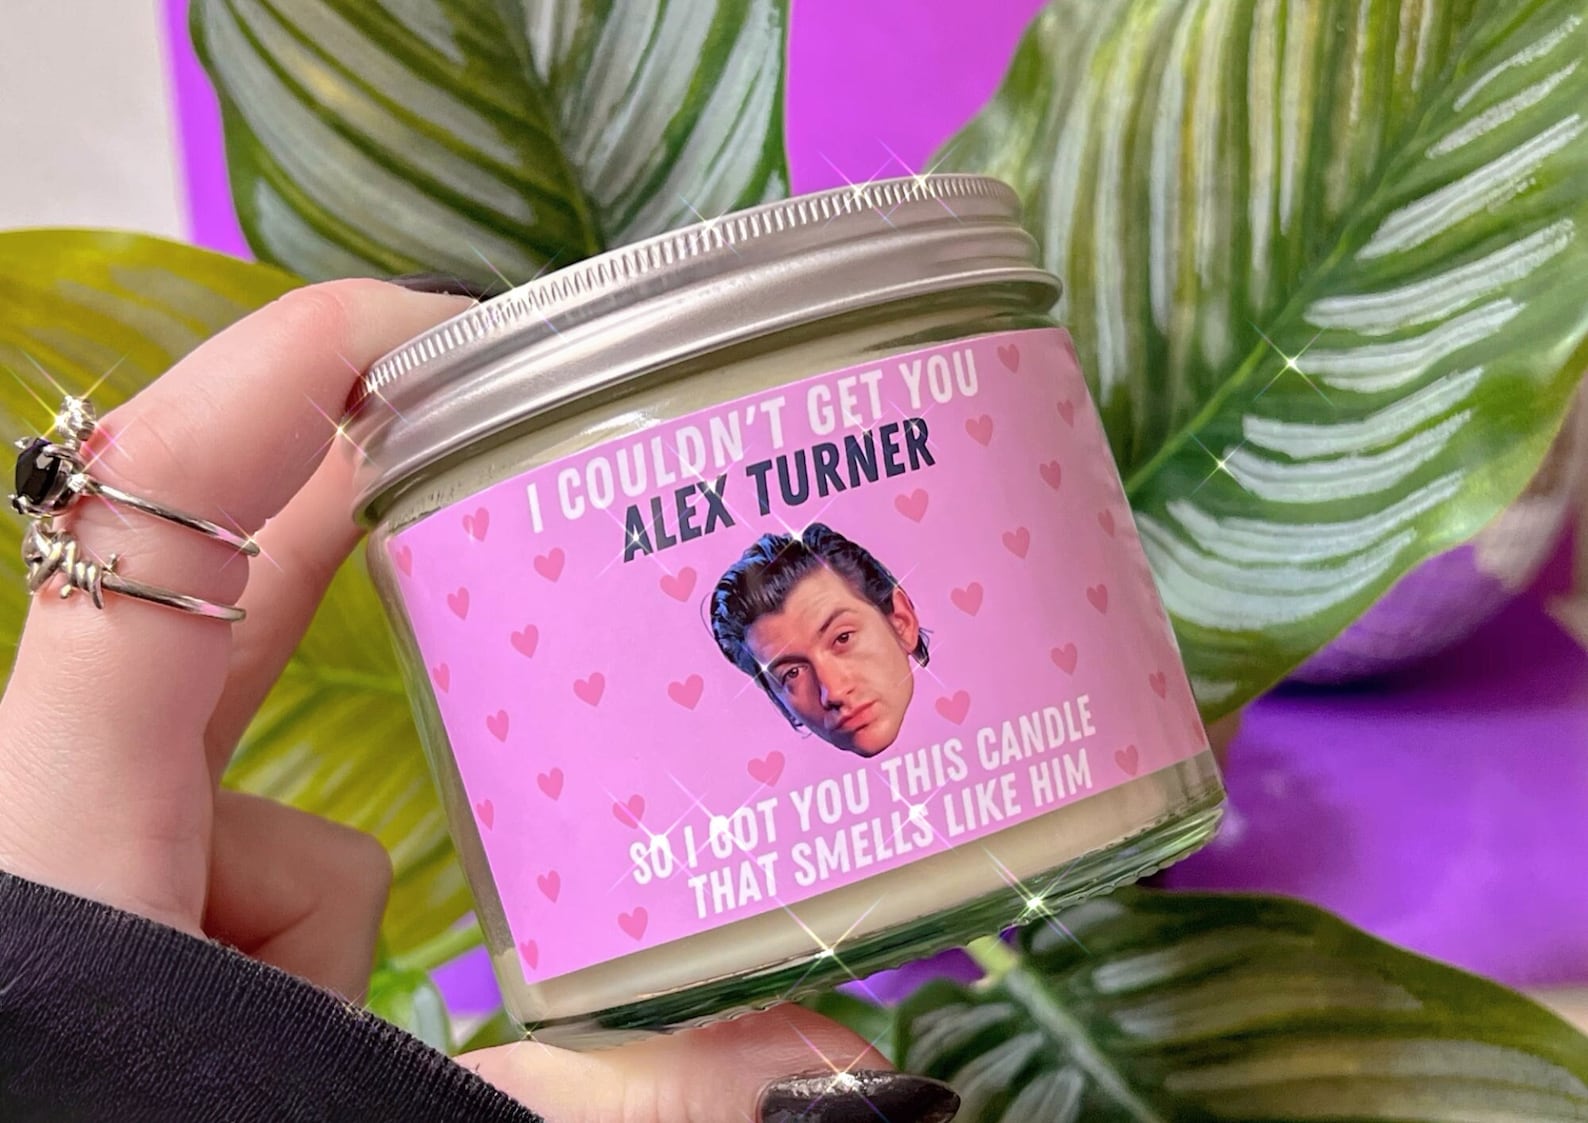 I COULDN'T GET YOU
ALEX TURNER
SO I GOT YOU THIS CANDLE
THAT SMELLS LIKE HIM